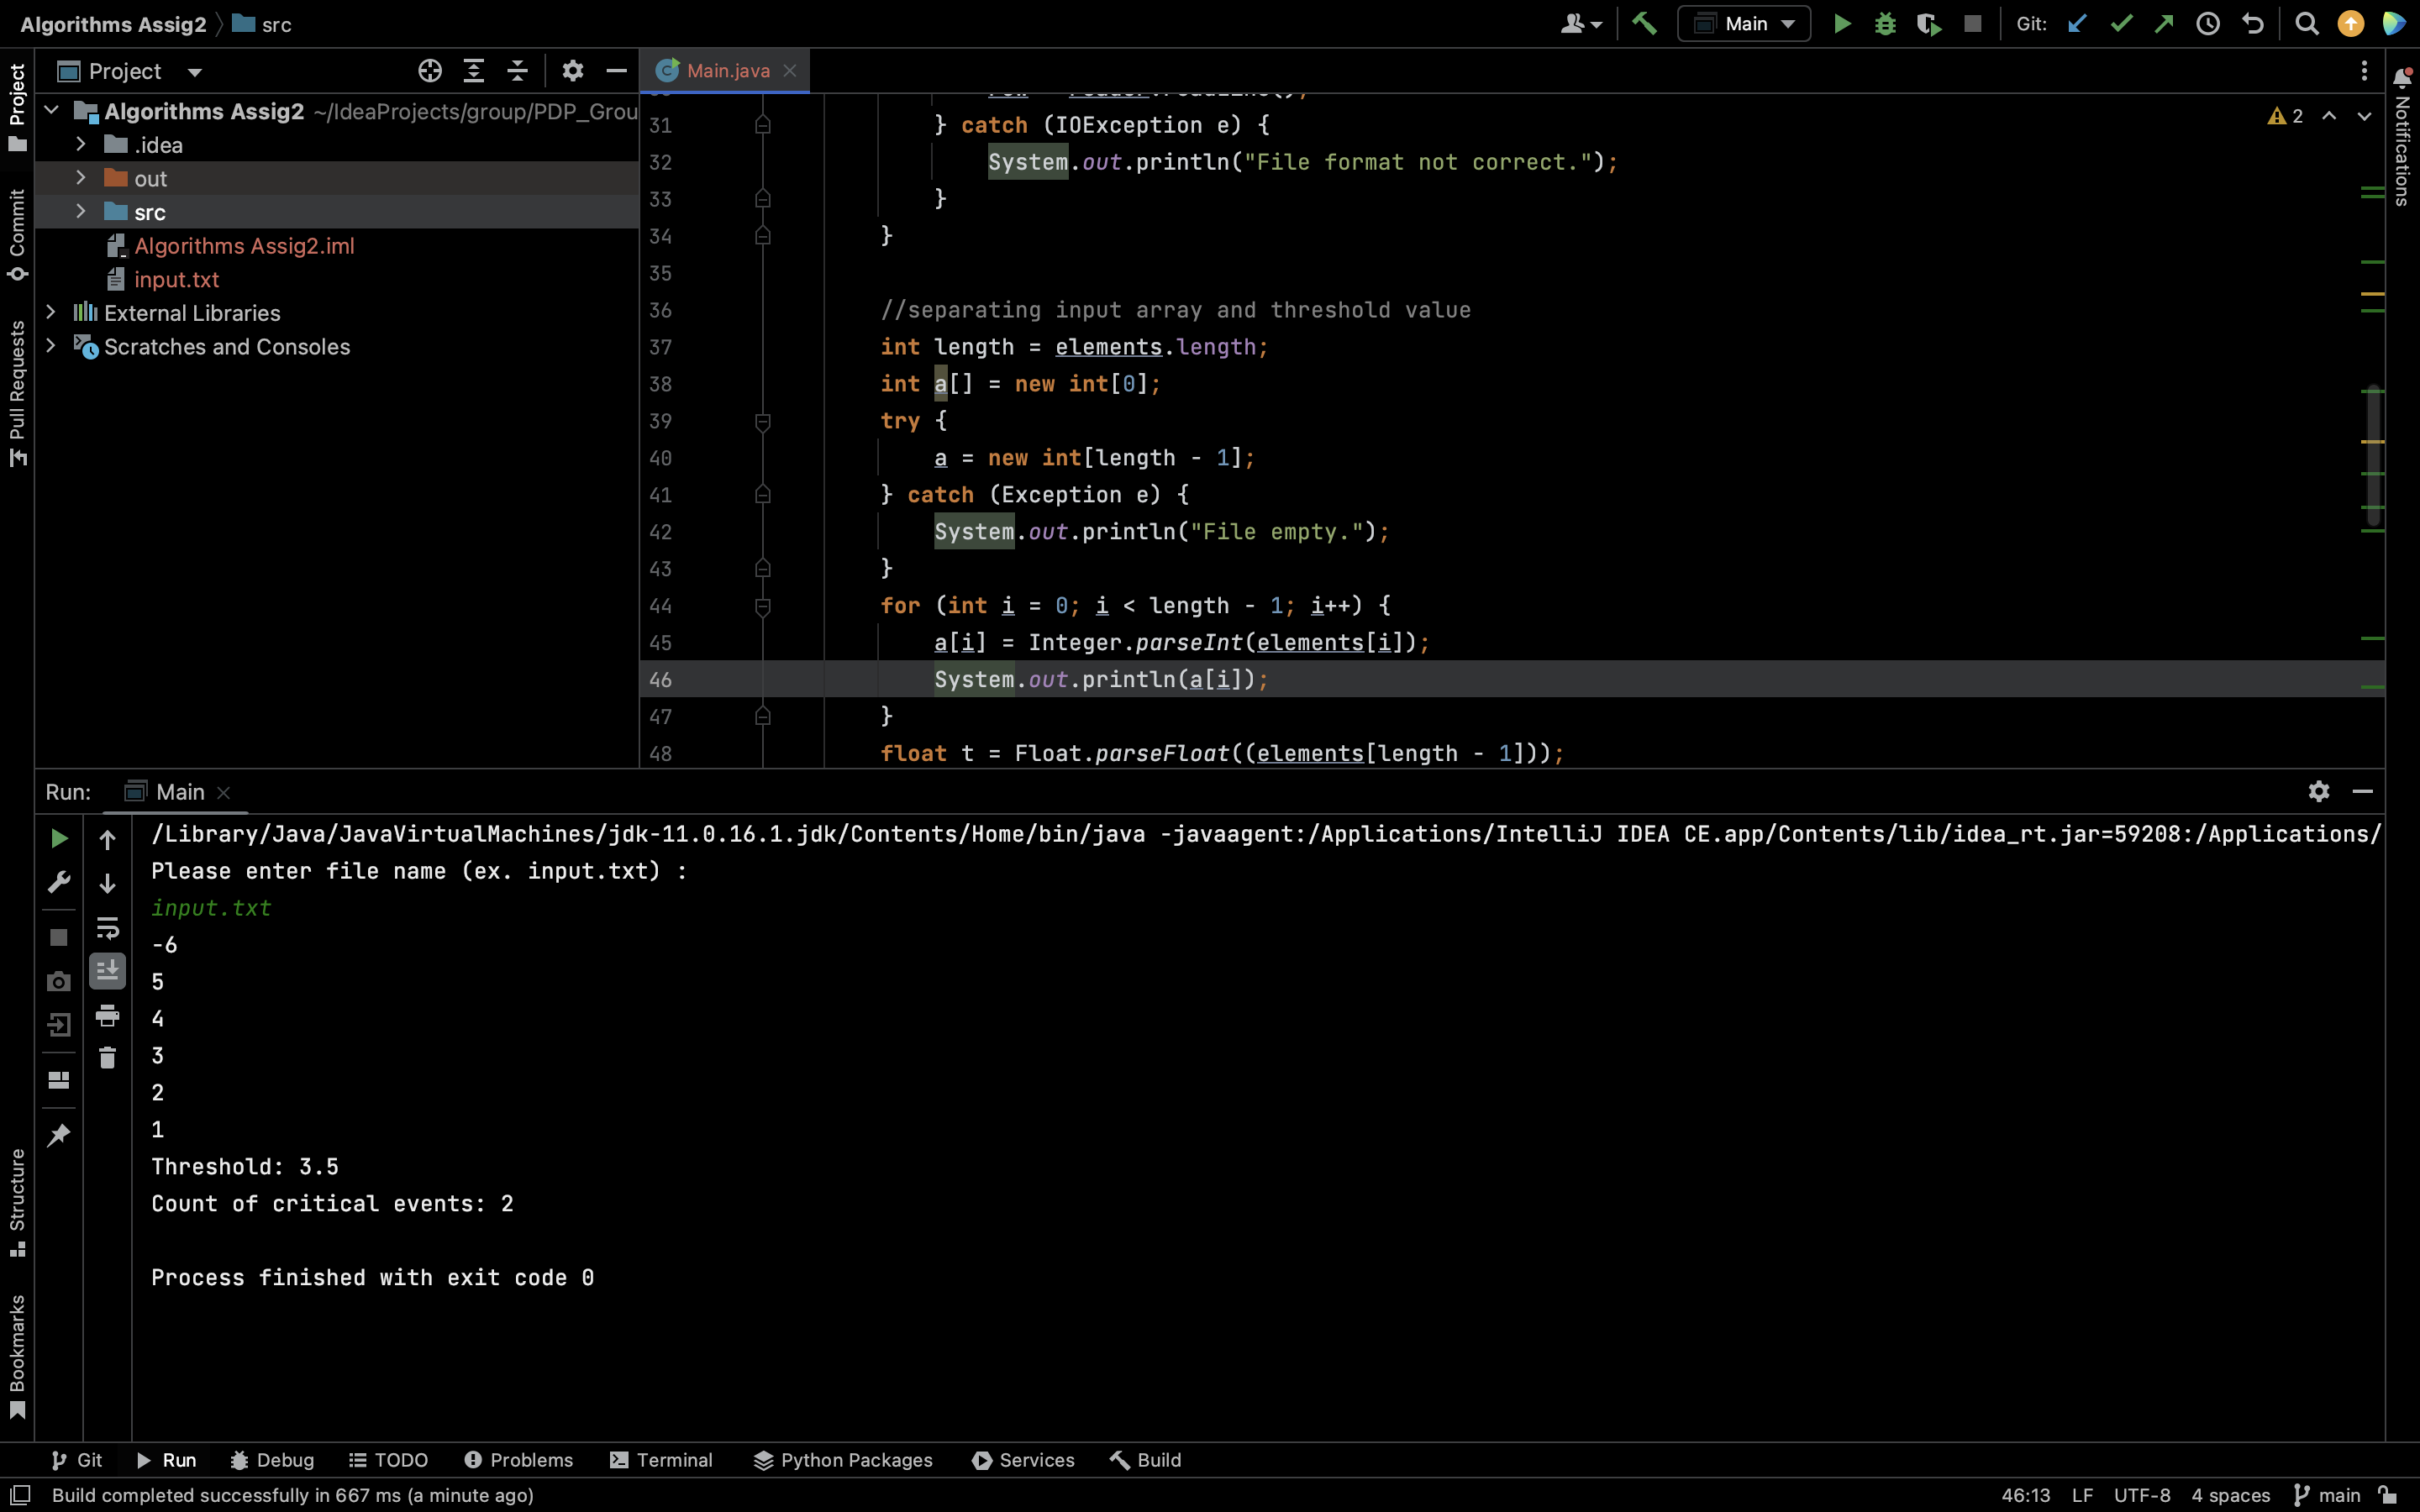 Algorithms Assig2 src
Main
Git:
Project
Main.java
Algorithms Assig2 ~/IdeaProjects/group/PDP_Grou
.idea
out
src
Algorithms Assig2.iml
input.txt
External Libraries
Scratches and Consoles
Project
Commit
Pull Requests
Structure
Bookmarks
Notifications
2
31 } catch (IOException e) {
32 System.out.println("File format not correct.");
33 }
34 }
35
36 //separating input array and threshold value
37 int length = elements.length;
38 int a[] = new int[0];
39 try {
40 a = new int[length - 1];
41 } catch (Exception e) {
42 System.out.println("File empty.");
43 }
44 for (int i = 0; i < length - 1; i++) {
45 a[i] = Integer.parseInt(elements[i]);
46 System.out.println(a[i]);
47 }
48 float t = Float.parseFloat((elements[length - 1]));
Run: Main
/Library/Java/JavaVirtualMachines/jdk-11.0.16.1.jdk/Contents/Home/bin/java -javaagent:/Applications/IntelliJ IDEA CE.app/Contents/lib/idea_rt.jar=59208:/Applications/
Please enter file name (ex. input.txt) :
input.txt
-6
5
4
3
2
1
Threshold: 3.5
Count of critical events: 2
Process finished with exit code 0
Git Run Debug TODO Problems Terminal Python Packages Services Build
Build completed successfully in 667 ms (a minute ago)
46:13 LF UTF-8 4 spaces main